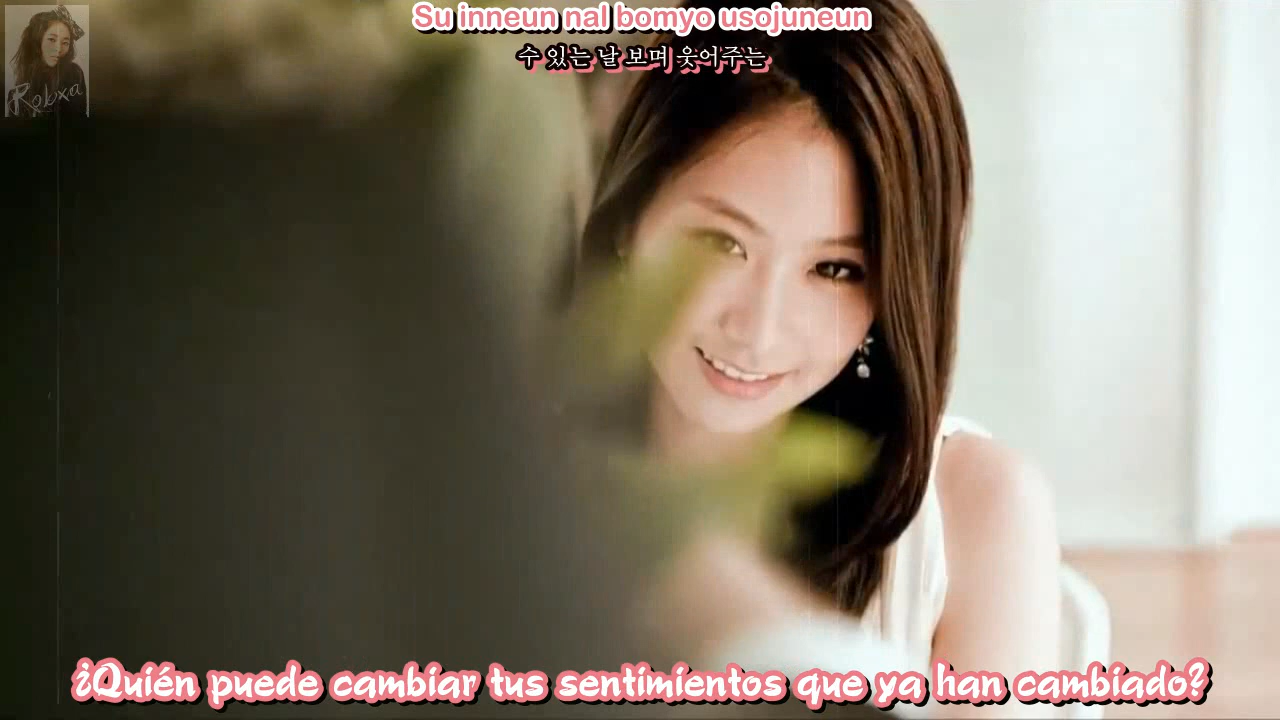 Su inneun nal bomyo usojuneun
수 있는 날 보며 웃어주는
Robxa
¿Quién puede cambiar tus sentimientos que ya han cambiado?